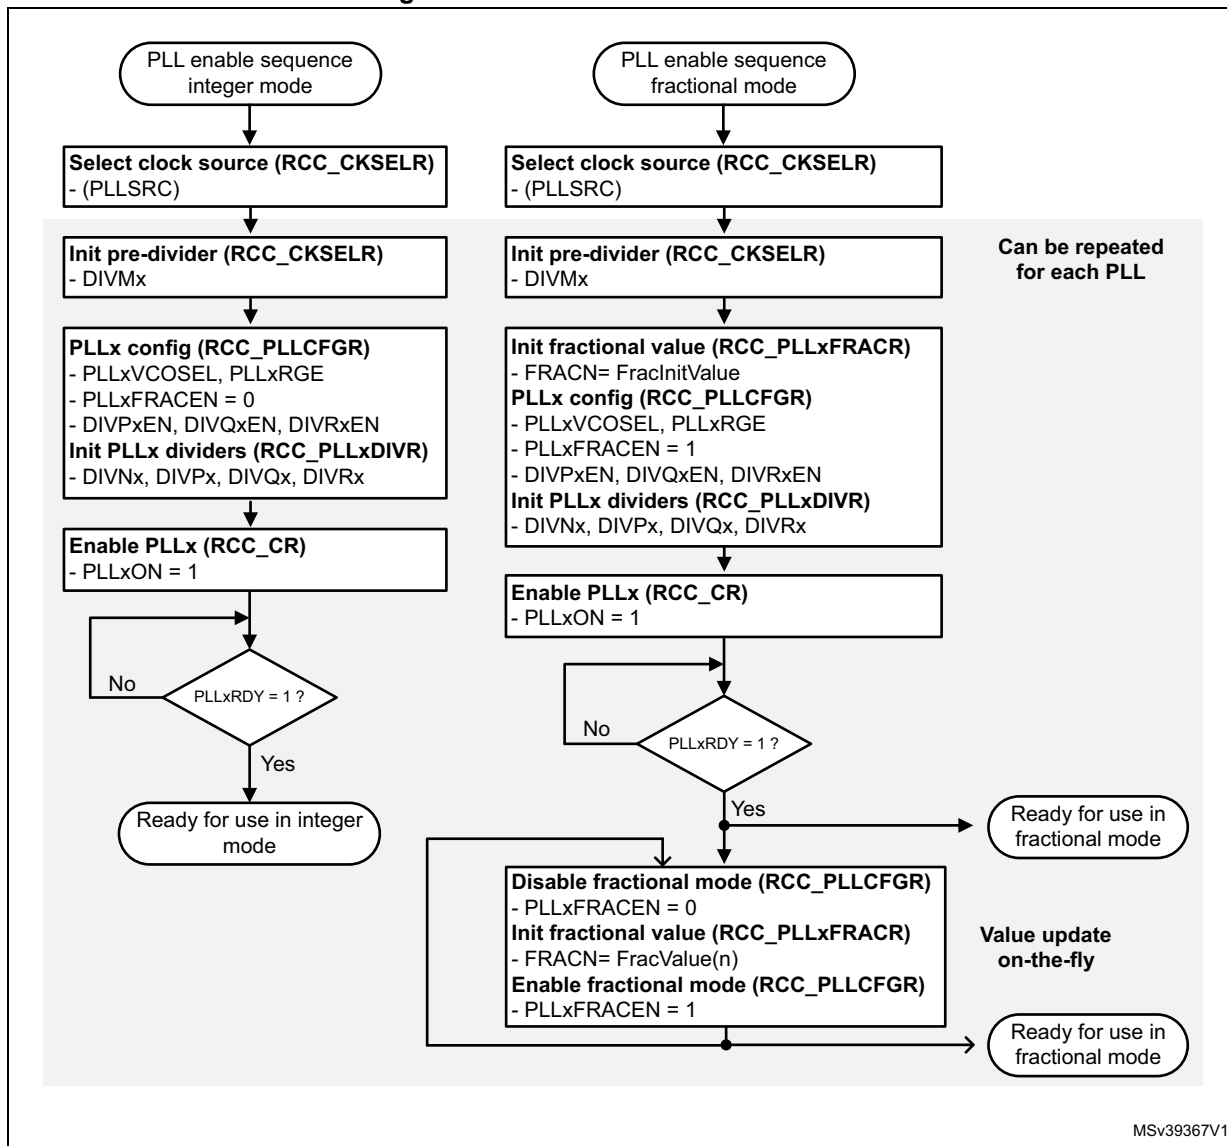 PLL enable sequence
integer mode
Select clock source (RCC_CKSELR)
- (PLLSRC)
Init pre-divider (RCC_CKSELR)
- DIVMx
PLLx config (RCC_PLLCFGR)
- PLLxVCOSEL, PLLxRGE
- PLLxFRACEN = 0
- DIVPxEN, DIVQxEN, DIVRxEN
Init PLLx dividers (RCC_PLLxDIVR)
- DIVNx, DIVPx, DIVQx, DIVRx
Enable PLLx (RCC_CR)
- PLLxON = 1
No
PLLxRDY = 1 ?
Yes
Ready for use in integer
mode
PLL enable sequence
fractional mode
Select clock source (RCC_CKSELR)
- (PLLSRC)
Init pre-divider (RCC_CKSELR)
- DIVMx
Can be repeated
for each PLL
Init fractional value (RCC_PLLxFRACR)
- FRACN= FracInitValue
PLLx config (RCC_PLLCFGR)
- PLLxVCOSEL, PLLxRGE
- PLLxFRACEN = 1
- DIVPxEN, DIVQxEN, DIVRxEN
Init PLLx dividers (RCC_PLLxDIVR)
- DIVNx, DIVPx, DIVQx, DIVRx
Enable PLLx (RCC_CR)
- PLLxON = 1
No
PLLxRDY = 1 ?
Yes
Ready for use in
fractional mode
Disable fractional mode (RCC_PLLCFGR)
- PLLxFRACEN = 0
Init fractional value (RCC_PLLxFRACR)
- FRACN= FracValue(n)
Enable fractional mode (RCC_PLLCFGR)
- PLLxFRACEN = 1
Value update
on-the-fly
Ready for use in
fractional mode
MSv39367V1